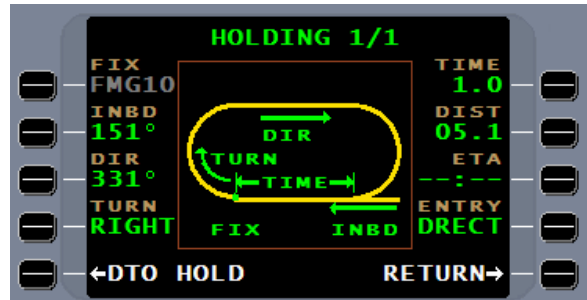 HOLDING 1/1
FIX TIME
FMG10 1.0
INBD DIST
151° DIR 05.1
DIR TURN ETA
331° TIME --:--
TURN ENTRY
RIGHT FIX INBD DRECT
←DTO HOLD RETURN→